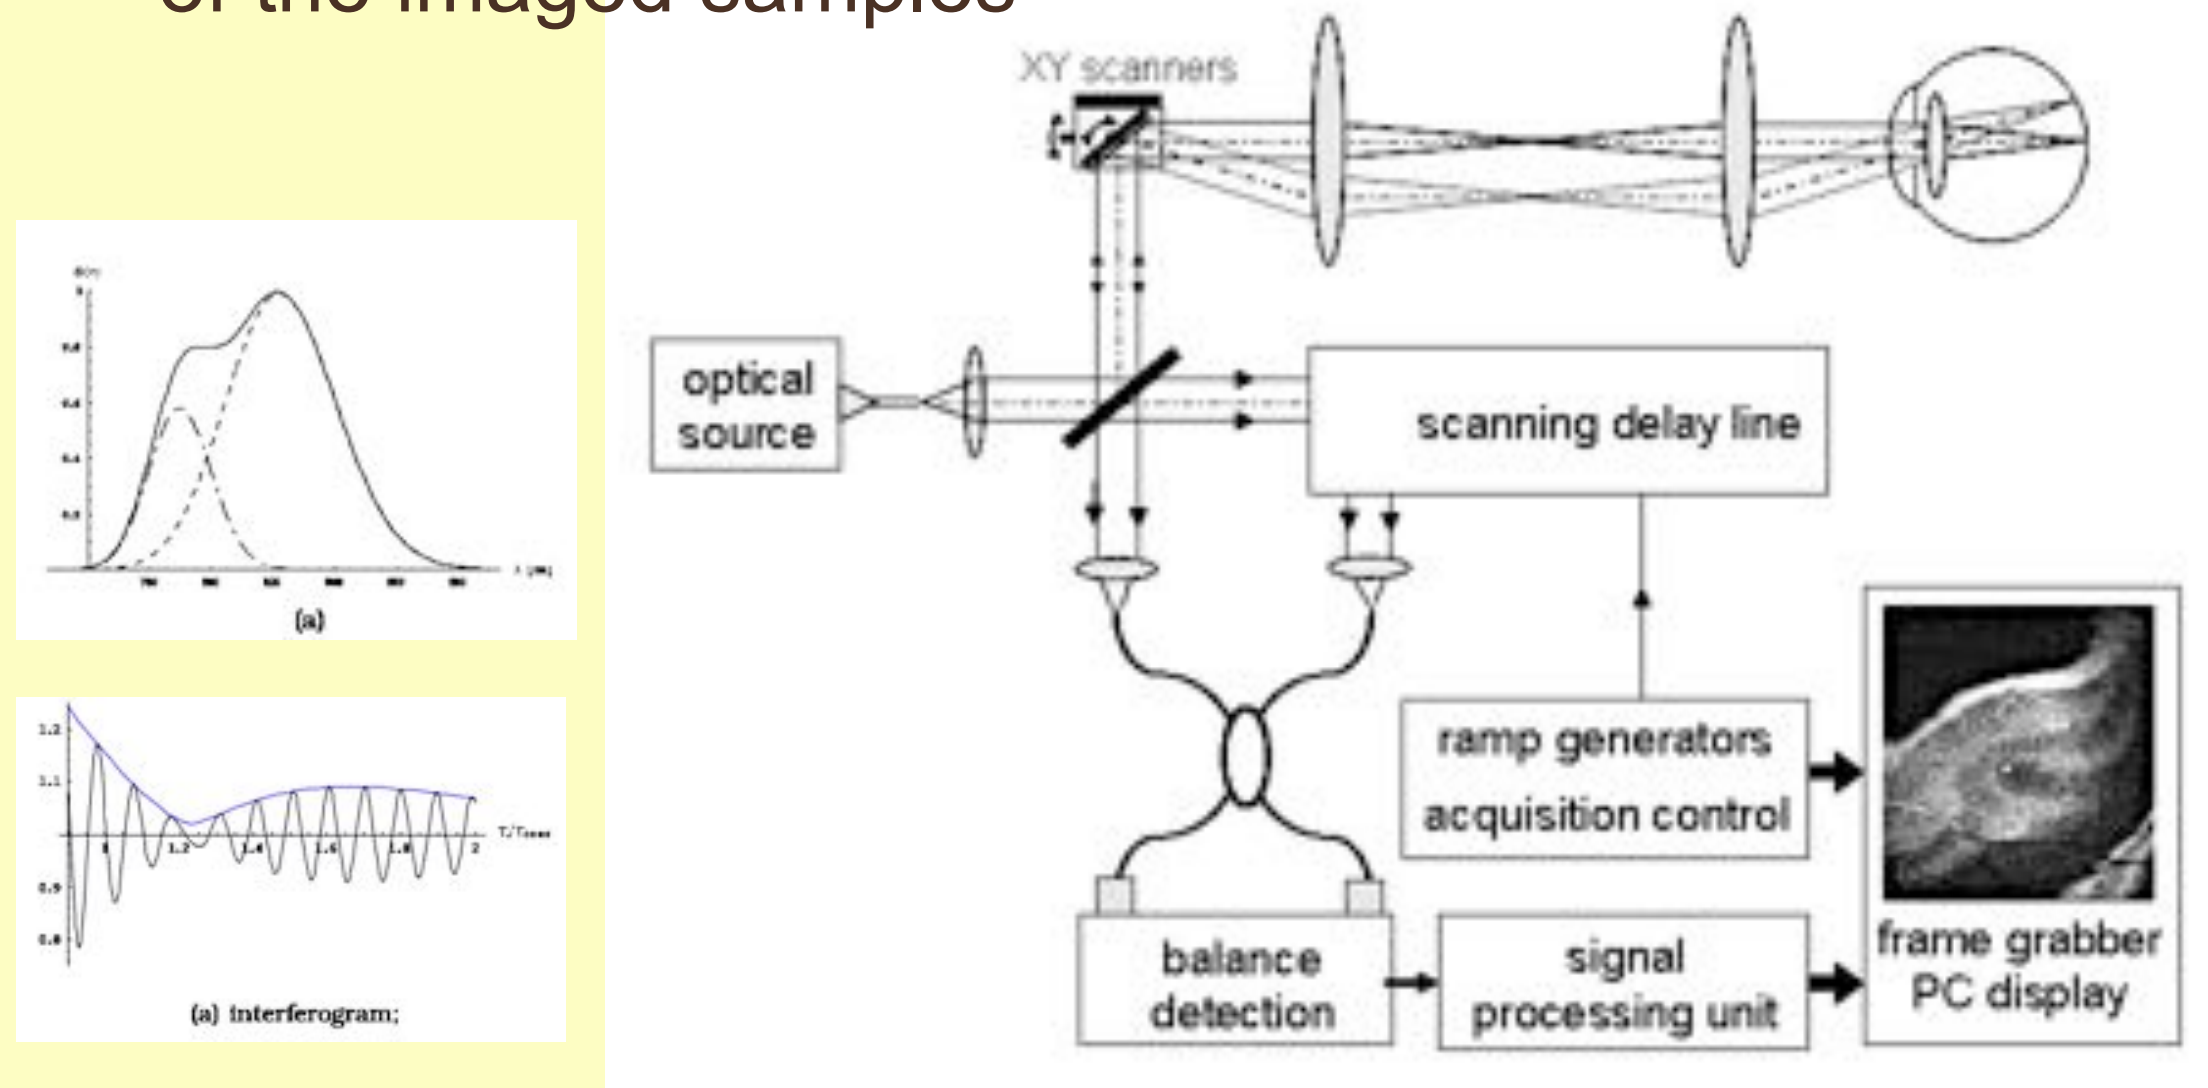 of the imaged samples
XY scanners
optical
source
scanning delay line
(a)
1.2
1.1
0.9
0.8
1
1.2
1.4
1.6
1.8
2
(a) interferogram;
ramp generators
acquisition control
balance
detection
signal
processing unit
frame grabber
PC display